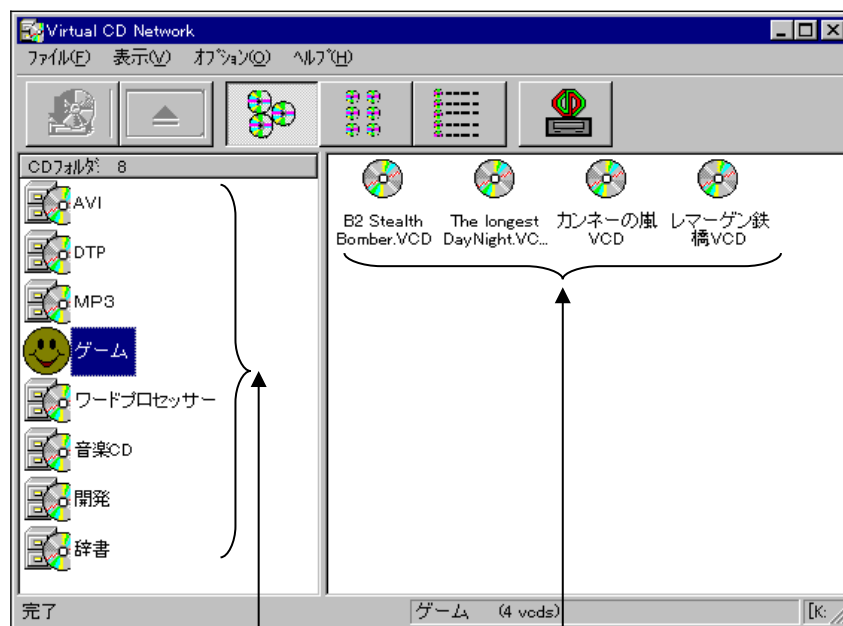 Virtual CD Network
ﾌｧｲﾙ(F) 表示(V) ｵﾌﾟｼｮﾝ(O) ﾍﾙﾌﾟ(H)
CDﾌｫﾙﾀﾞ: 8
AVI
DTP
MP3
ゲーム
ワードプロセッサー
音楽CD
開発
辞書
B2 Stealth
Bomber.VCD
The longest
DayNight.VC...
カンネーの嵐
VCD
レマーゲン鉄
橋VCD
完了
ゲーム (4 vcds)
[K: